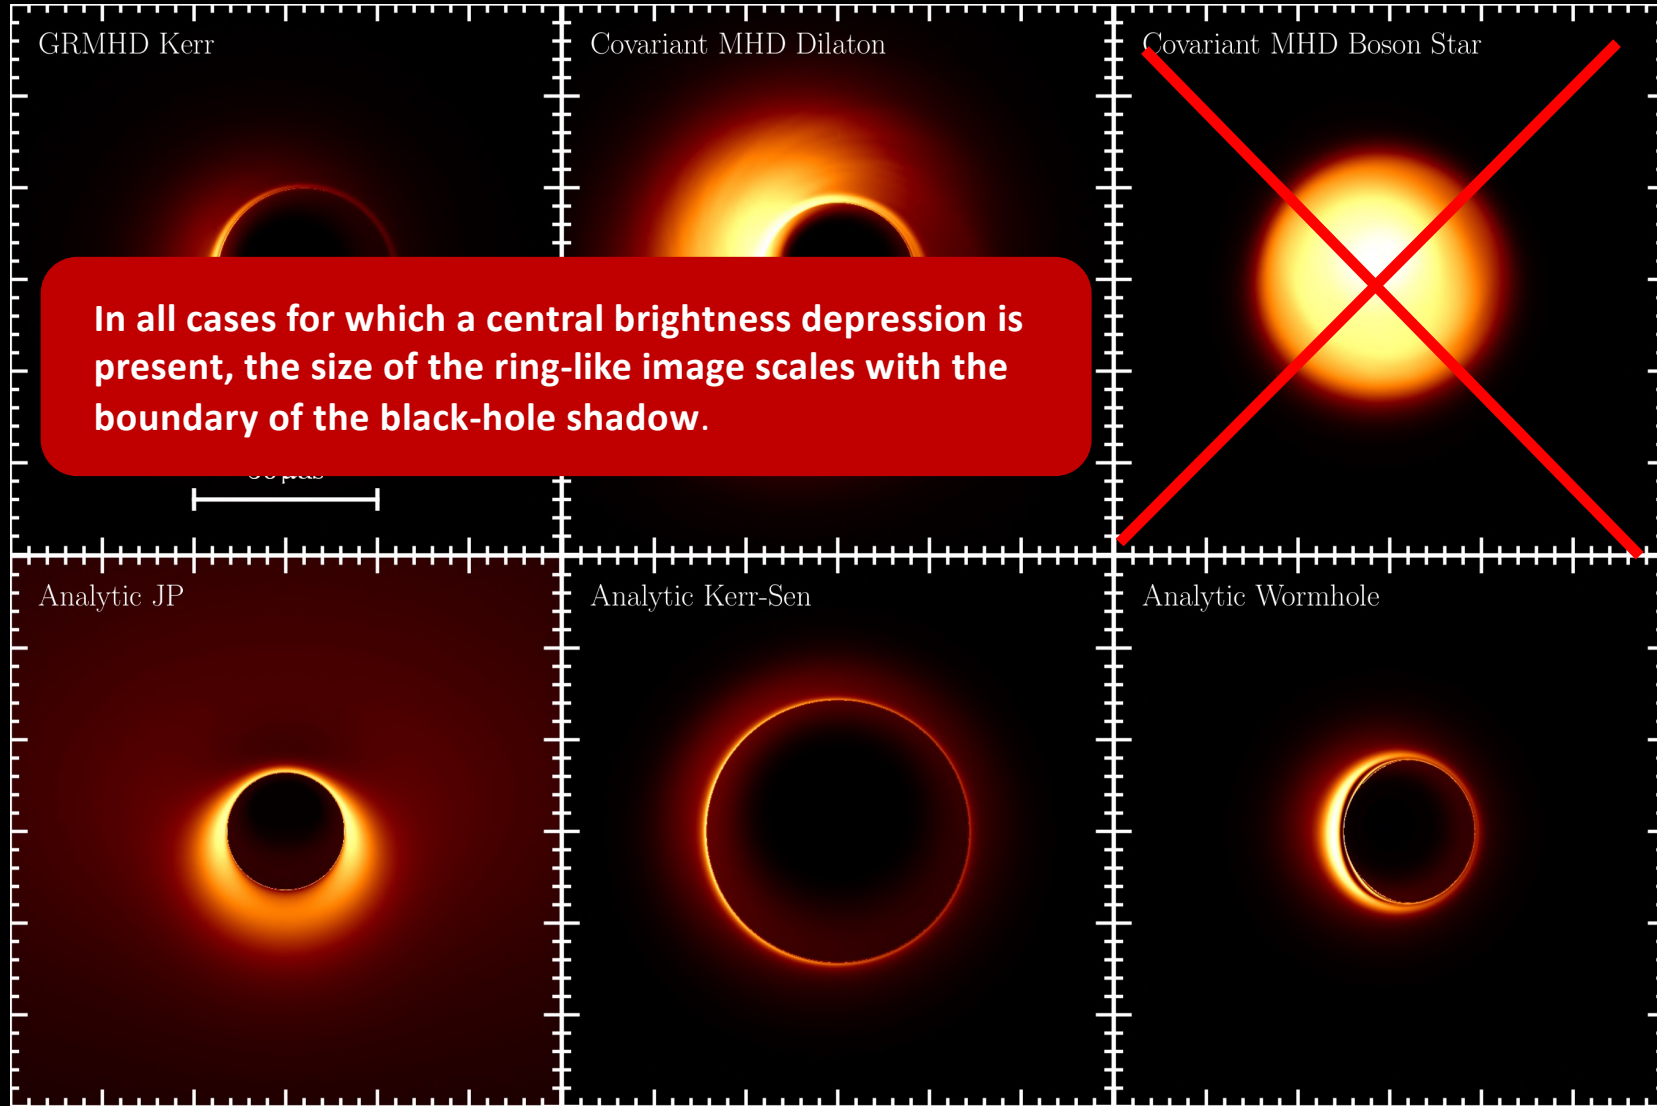 GRMHD Kerr
Covariant MHD Dilaton
Covariant MHD Boson Star
In all cases for which a central brightness depression is
present, the size of the ring-like image scales with the
boundary of the black-hole shadow.
Analytic JP
Analytic Kerr-Sen
Analytic Wormhole